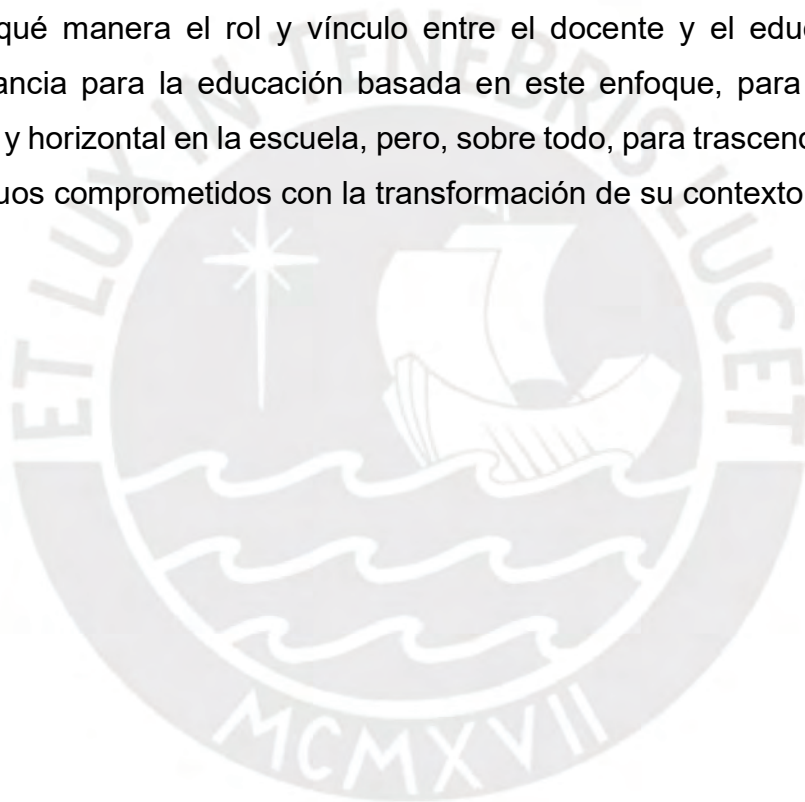 qué manera el rol y vínculo entre el docente y el
ancia para la educación basada en este enfoque, para
y horizontal en la escuela, pero, sobre todo, para
uos comprometidos con la transformación de su contexto
ET LUX IN TENEBRIS LUCET
MCMXVII